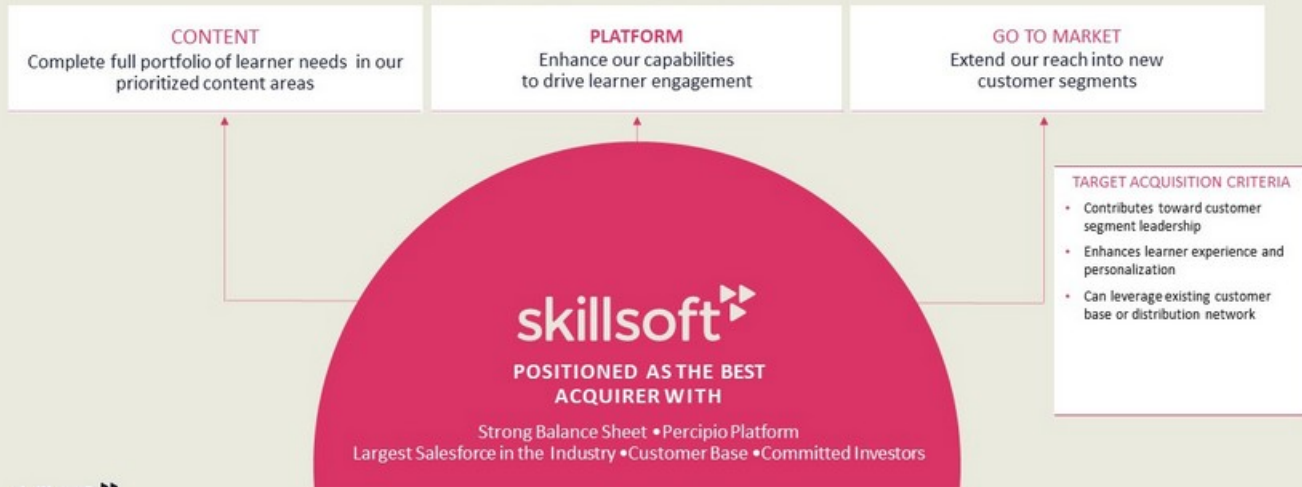 CONTENT
Complete full portfolio of learner needs in our
prioritized content areas
PLATFORM
Enhance our capabilities
to drive learner engagement
GO TO MARKET
Extend our reach into new
customer segments
TARGET ACQUISITION CRITERIA
• Contributes toward customer
segment leadership
• Enhances learner experience and
personalization
• Can leverage existing customer
base or distribution network
skillsoft
POSITIONED AS THE BEST
ACQUIRER WITH
Strong Balance Sheet •Percipio Platform
Largest Salesforce in the Industry •Customer Base •Committed Investors